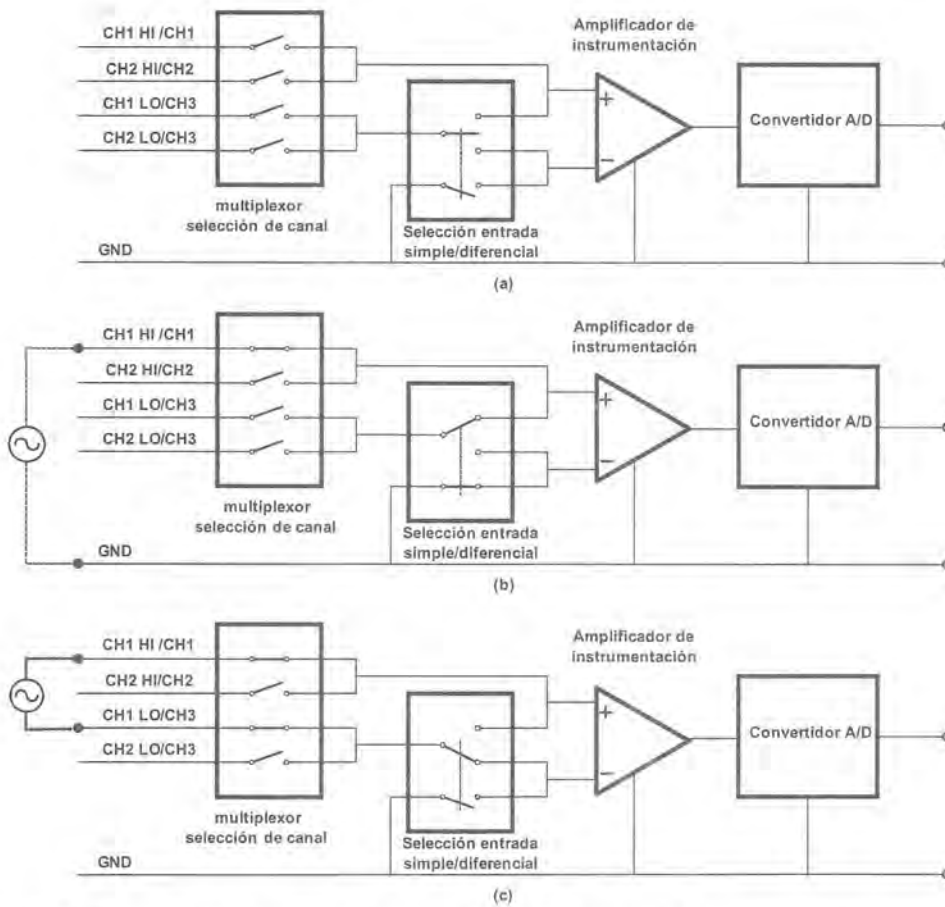 CH1 HI /CH1
CH2 HI/CH2
CH1 LO/CH3
CH2 LO/CH3
GND
multiplexor
selección de canal
Selección entrada
simple/diferencial
Amplificador de
instrumentación
+
−
Convertidor A/D
(a)
CH1 HI /CH1
CH2 HI/CH2
CH1 LO/CH3
CH2 LO/CH3
GND
multiplexor
selección de canal
Selección entrada
simple/diferencial
Amplificador de
instrumentación
+
−
Convertidor A/D
(b)
CH1 HI /CH1
CH2 HI/CH2
CH1 LO/CH3
CH2 LO/CH3
GND
multiplexor
selección de canal
Selección entrada
simple/diferencial
Amplificador de
instrumentación
+
−
Convertidor A/D
(c)